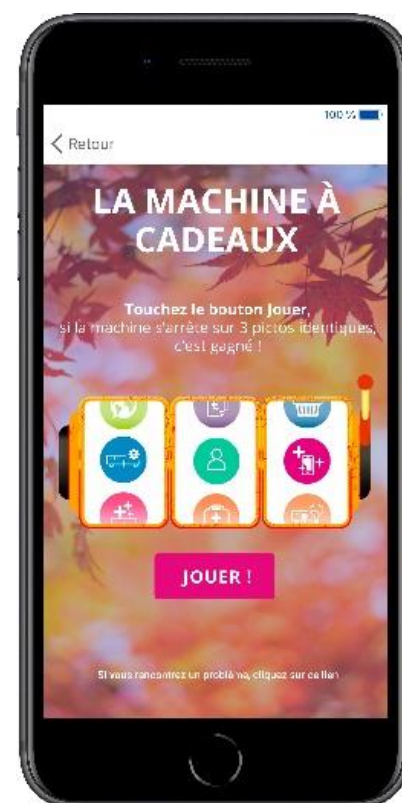 100 %
Retour
LA MACHINE À
CADEAUX
Touchez le bouton Jouer,
si la machine s'arrête sur 3 pictos identiques,
c'est gagné !
JOUER !
Si vous rencontrez un problème, cliquez sur ce lien